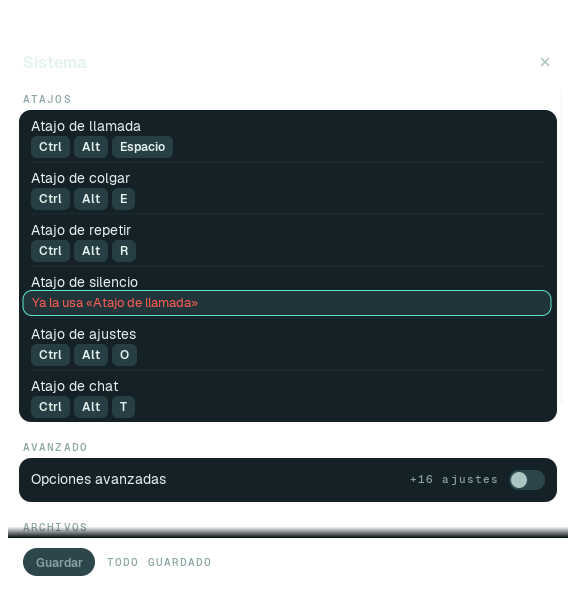 Sistema
ATAJOS
Atajo de llamada
Ctrl Alt Espacio
Atajo de colgar
Ctrl Alt E
Atajo de repetir
Ctrl Alt R
Atajo de silencio
Ya la usa «Atajo de llamada»
Atajo de ajustes
Ctrl Alt O
Atajo de chat
Ctrl Alt T
AVANZADO
Opciones avanzadas +16 ajustes
ARCHIVOS
Guardar TODO GUARDADO